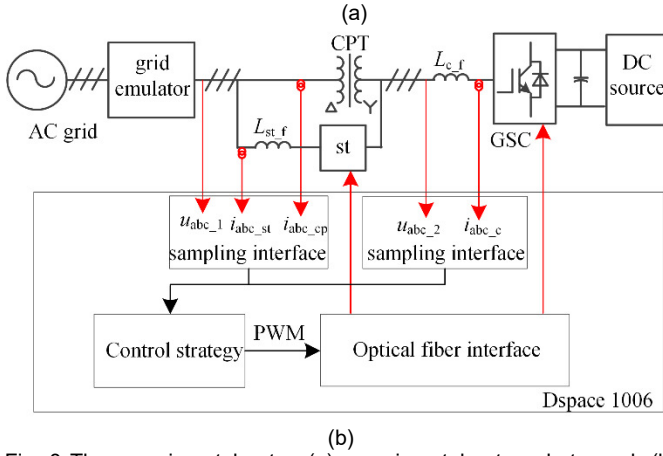 (a)
CPT
L_c_f
grid
emulator
DC
source
AC grid
Δ
Y
L_st_f
st
GSC
u_abc_1 i_abc_st i_abc_cp
sampling interface
u_abc_2 i_abc_c
sampling interface
Control strategy
PWM
Optical fiber interface
Dspace 1006
(b)